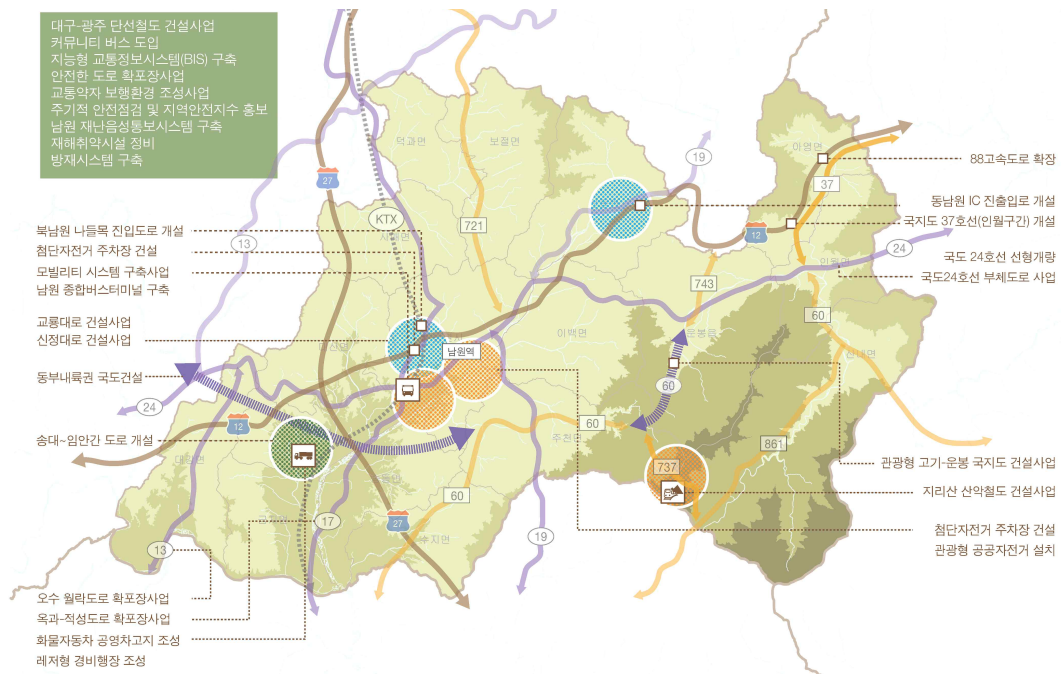 대구-광주 단선철도 건설사업
커뮤니티 버스 도입
지능형 교통정보시스템(BIS) 구축
안전한 도로 확포장사업
교통약자 보행환경 조성사업
주기적 안전점검 및 지역안전지수 홍보
남원 재난음성통보시스템 구축
재해취약시설 정비
방재시스템 구축
덕과면
보절면
아영면
19
88고속도로 확장
27
37
KTX
721
동남원 IC 진출입로 개설
국지도 37호선(인월구간) 개설
12
북남원 나들목 진입도로 개설
13
24
첨단자전거 주차장 건설
국도 24호선 선형개량
모빌리티 시스템 구축사업
국도24호선 부체도로 사업
남원 종합버스터미널 구축
743
60
교룡대로 건설사업
신정대로 건설사업
이백면
운봉읍
산내면
남원역
동부내륙권 국도건설
60
24
12
60
주천면
861
송대~임안간 도로 개설
대강면
737
관광형 고기-운봉 국지도 건설사업
60
지리산 산악철도 건설사업
17
27
첨단자전거 주차장 건설
19
수지면
13
관광형 공공자전거 설치
오수 월락도로 확포장사업
옥과-적성도로 확포장사업
화물자동차 공영차고지 조성
레저형 경비행장 조성